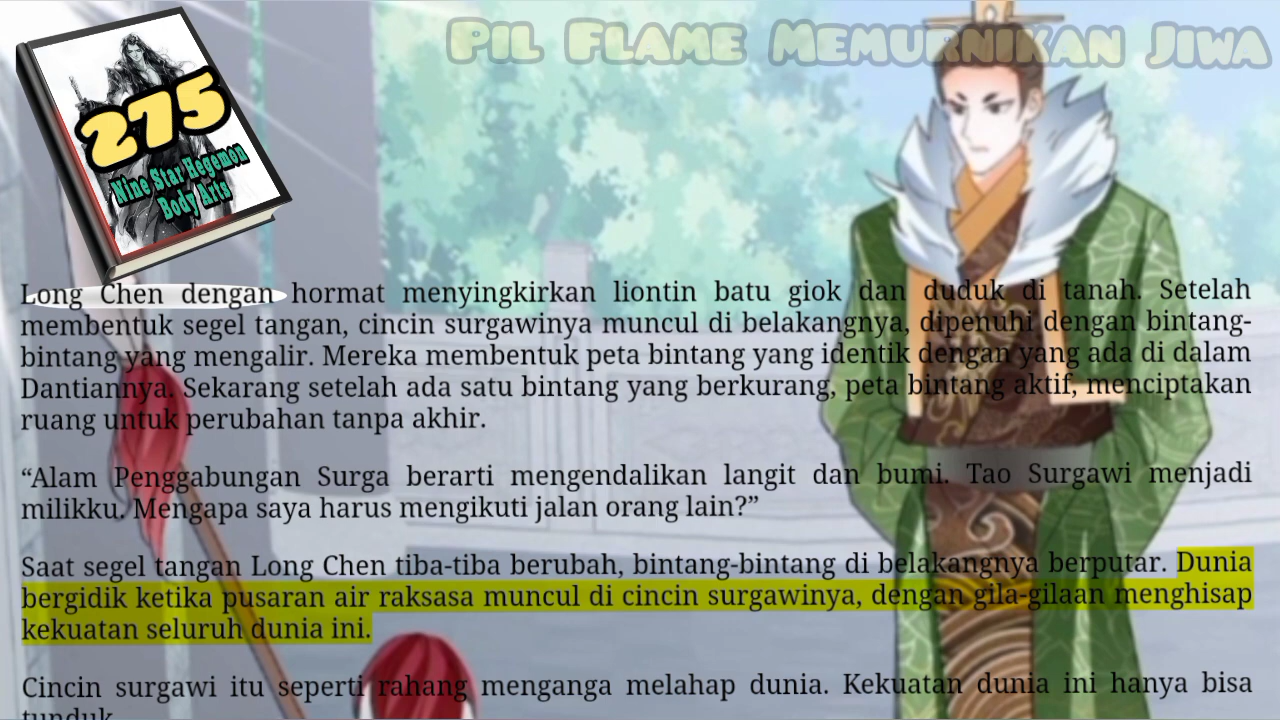 Pil Flame Memurnikan Jiwa
275
Nine Star Hegemon
Body Arts
Long Chen dengan hormat menyingkirkan liontin batu giok dan duduk di tanah. Setelah
membentuk segel tangan, cincin surgawinya muncul di belakangnya, dipenuhi dengan bintang-
bintang yang mengalir. Mereka membentuk peta bintang yang identik dengan yang ada di dalam
Dantiannya. Sekarang setelah ada satu bintang yang berkurang, peta bintang aktif, menciptakan
ruang untuk perubahan tanpa akhir.
“Alam Penggabungan Surga berarti mengendalikan langit dan bumi. Tao Surgawi menjadi
milikku. Mengapa saya harus mengikuti jalan orang lain?”
Saat segel tangan Long Chen tiba-tiba berubah, bintang-bintang di belakangnya berputar. Dunia
bergidik ketika pusaran air raksasa muncul di cincin surgawinya, dengan gila-gilaan menghisap
kekuatan seluruh dunia ini.
Cincin surgawi itu seperti rahang menganga melahap dunia. Kekuatan dunia ini hanya bisa
tunduk.